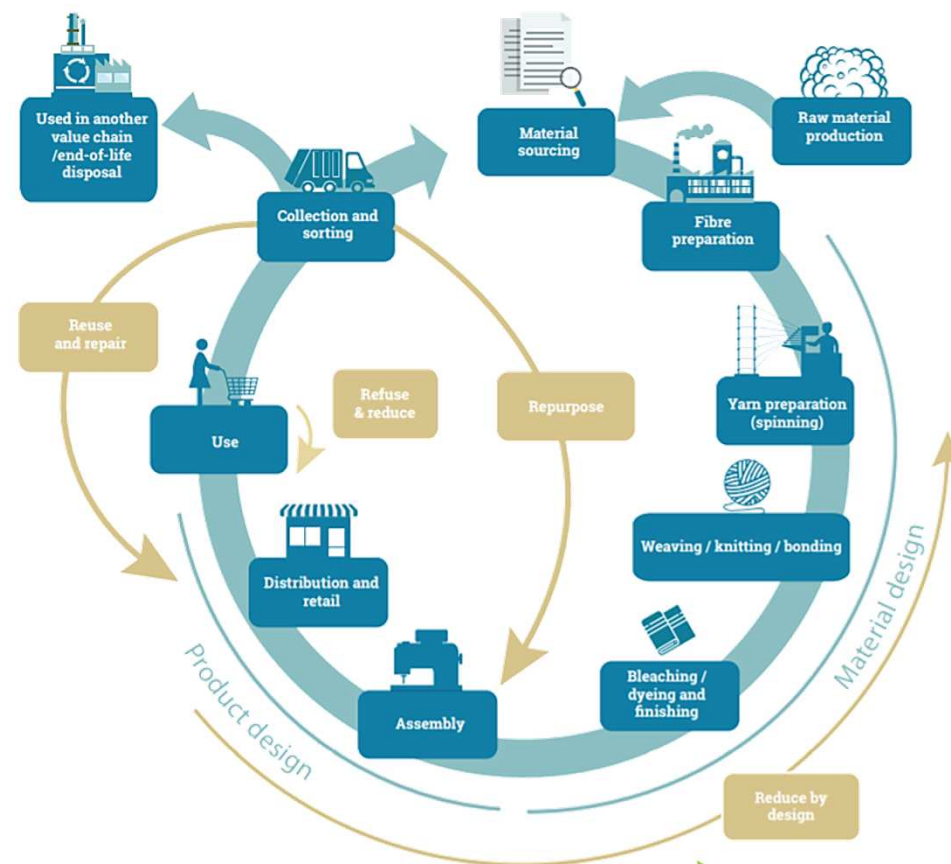 Used in another
value chain
/end-of-life
disposal
Material
sourcing
Raw material
production
Collection and
sorting
Fibre
preparation
Reuse
and repair
Refuse
& reduce
Repurpose
Yarn preparation
(spinning)
Use
Weaving / knitting / bonding
Distribution and
retail
Bleaching /
dyeing and
finishing
Assembly
Product design
Material design
Reduce by
design